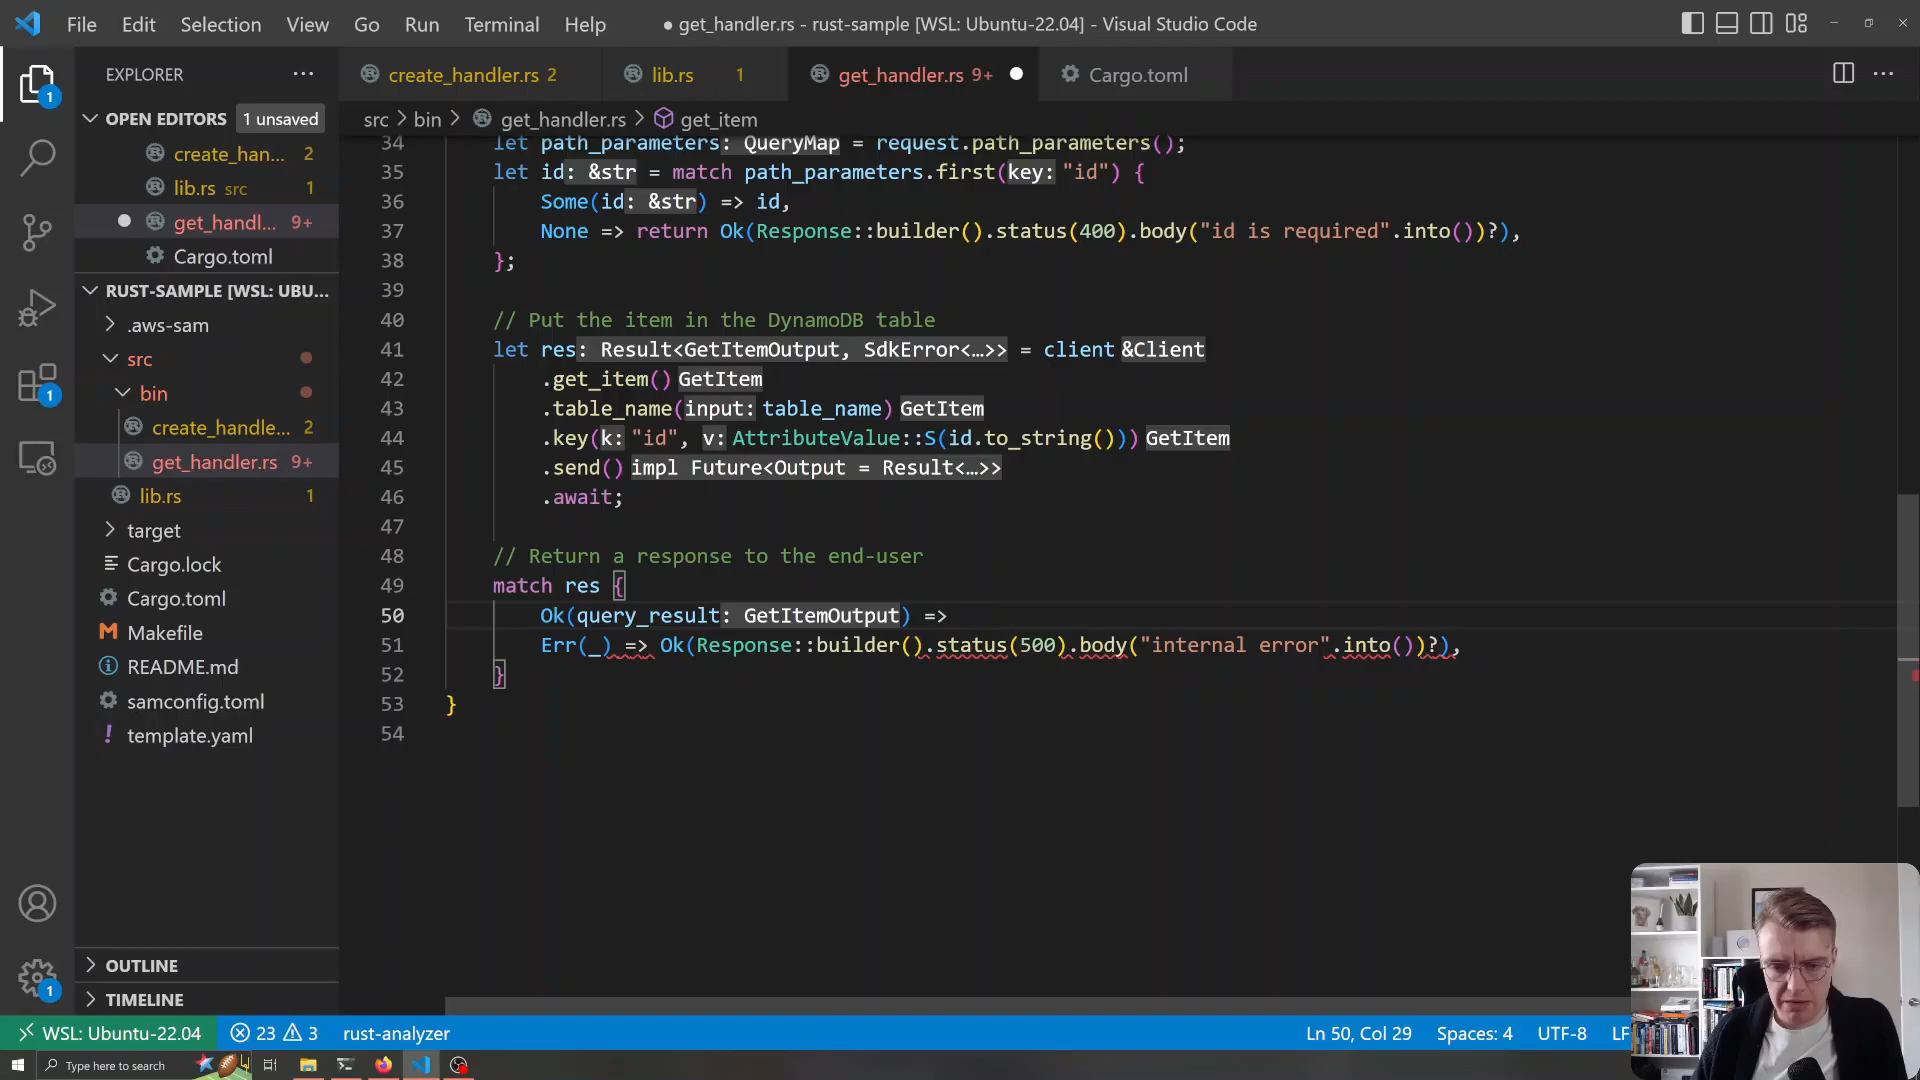 File Edit Selection View Go Run Terminal Help
● get_handler.rs - rust-sample [WSL: Ubuntu-22.04] - Visual Studio Code
EXPLORER
create_handler.rs 2
lib.rs 1
get_handler.rs 9+
Cargo.toml
OPEN EDITORS 1 unsaved
src > bin > get_handler.rs > get_item
create_han... 2
lib.rs src 1
get_handl... 9+
Cargo.toml
RUST-SAMPLE [WSL: UBU...
.aws-sam
src
bin
create_handle... 2
get_handler.rs 9+
lib.rs 1
target
Cargo.lock
Cargo.toml
Makefile
README.md
samconfig.toml
template.yaml
OUTLINE
TIMELINE
34 let path_parameters: QueryMap = request.path_parameters();
35 let id: &str = match path_parameters.first(key: "id") {
36 Some(id: &str) => id,
37 None => return Ok(Response::builder().status(400).body("id is required".into())?),
38 };
39
40 // Put the item in the DynamoDB table
41 let res: Result<GetItemOutput, SdkError<…>> = client &Client
42 .get_item() GetItem
43 .table_name(input: table_name) GetItem
44 .key(k: "id", v: AttributeValue::S(id.to_string())) GetItem
45 .send() impl Future<Output = Result<…>>
46 .await;
47
48 // Return a response to the end-user
49 match res {
50 Ok(query_result: GetItemOutput) =>
51 Err(_) => Ok(Response::builder().status(500).body("internal error".into())?),
52 }
53 }
54
1
1
1
WSL: Ubuntu-22.04 23 3 rust-analyzer
Ln 50, Col 29 Spaces: 4 UTF-8 LF
Type here to search